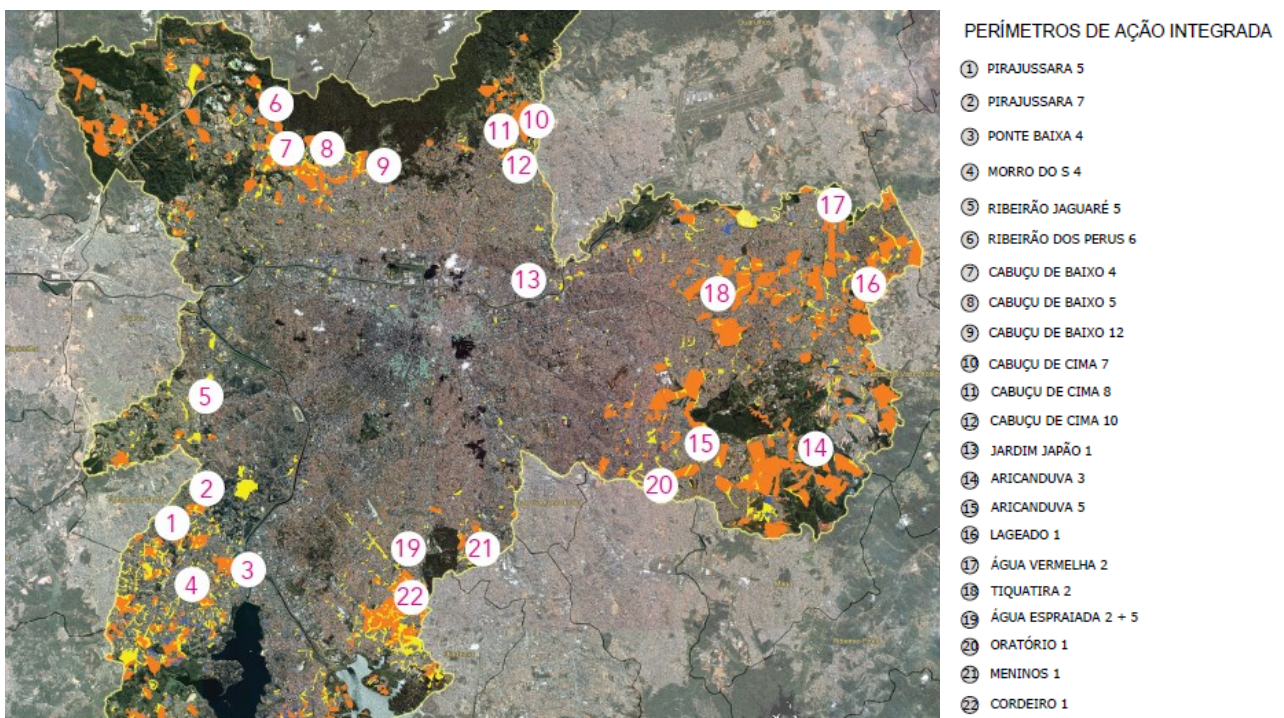 PERÍMETROS DE AÇÃO INTEGRADA
1 PIRAJUSSARA 5
2 PIRAJUSSARA 7
3 PONTE BAIXA 4
4 MORRO DO S 4
5 RIBEIRÃO JAGUARÉ 5
6 RIBEIRÃO DOS PERUS 6
7 CABUÇU DE BAIXO 4
8 CABUÇU DE BAIXO 5
9 CABUÇU DE BAIXO 12
10 CABUÇU DE CIMA 7
11 CABUÇU DE CIMA 8
12 CABUÇU DE CIMA 10
13 JARDIM JAPÃO 1
14 ARICANDUVA 3
15 ARICANDUVA 5
16 LAGEADO 1
17 ÁGUA VERMELHA 2
18 TIQUATIRA 2
19 ÁGUA ESPRAIADA 2 + 5
20 ORATÓRIO 1
21 MENINOS 1
22 CORDEIRO 1
Guarulhos
6
10
11
7
8
9
12
17
13
16
18
5
15
14
20
2
1
19
21
3
4
22